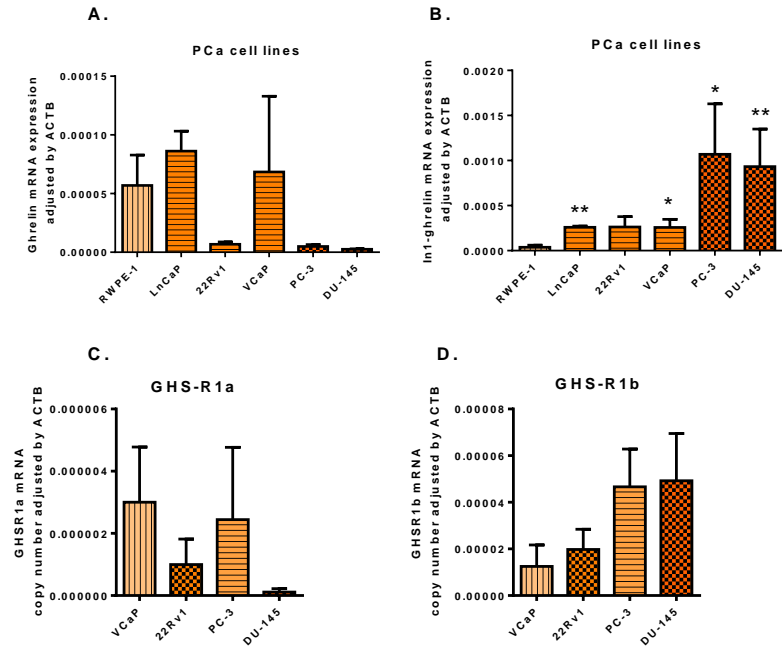 A.
PCa cell lines
Ghrelin mRNA expression
adjusted by ACTB
0.00015
0.00010
0.00005
0.00000
RWPE-1
LnCaP
22Rv1
VCaP
PC-3
DU-145
B.
PCa cell lines
In1-ghrelin mRNA expression
adjusted by ACTB
0.0020
0.0015
0.0010
0.0005
0.0000
**
*
*
**
RWPE-1
LNCaP
22Rv1
VCaP
PC-3
DU-145
C.
GHS-R1a
GHSR1a mRNA
copy number adjusted by ACTB
0.000006
0.000004
0.000002
0.000000
VCaP
22Rv1
PC-3
DU-145
D.
GHS-R1b
GHSR1b mRNA
copy number adjusted by ACTB
0.00008
0.00006
0.00004
0.00002
0.00000
VCaP
22Rv1
PC-3
DU-145